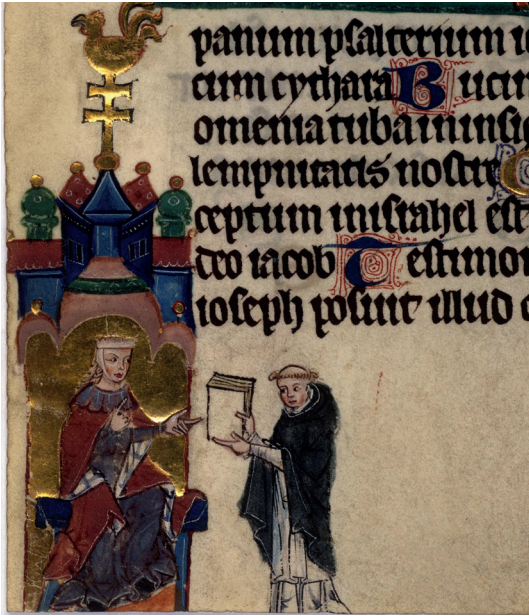 panum psalterium io
cum cythara Bucin
omenia tuba in insig
lempnitatis nostre
ceptum in israhel est
deo iacob Testimon
ioseph posuit illud c